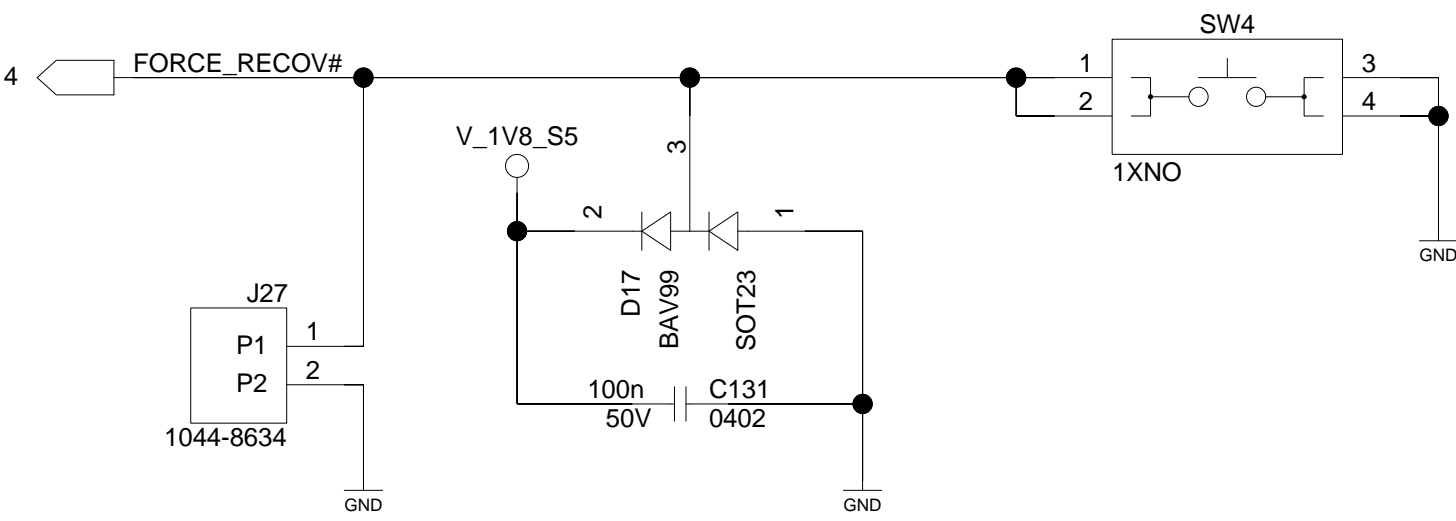 SW4
4 FORCE_RECOV#
1
3
2
4
V_1V8_S5
3
1XNO
2
1
GND
D17
BAV99
SOT23
J27
P1
1
P2
2
1044-8634
100n
C131
50V
0402
GND
GND